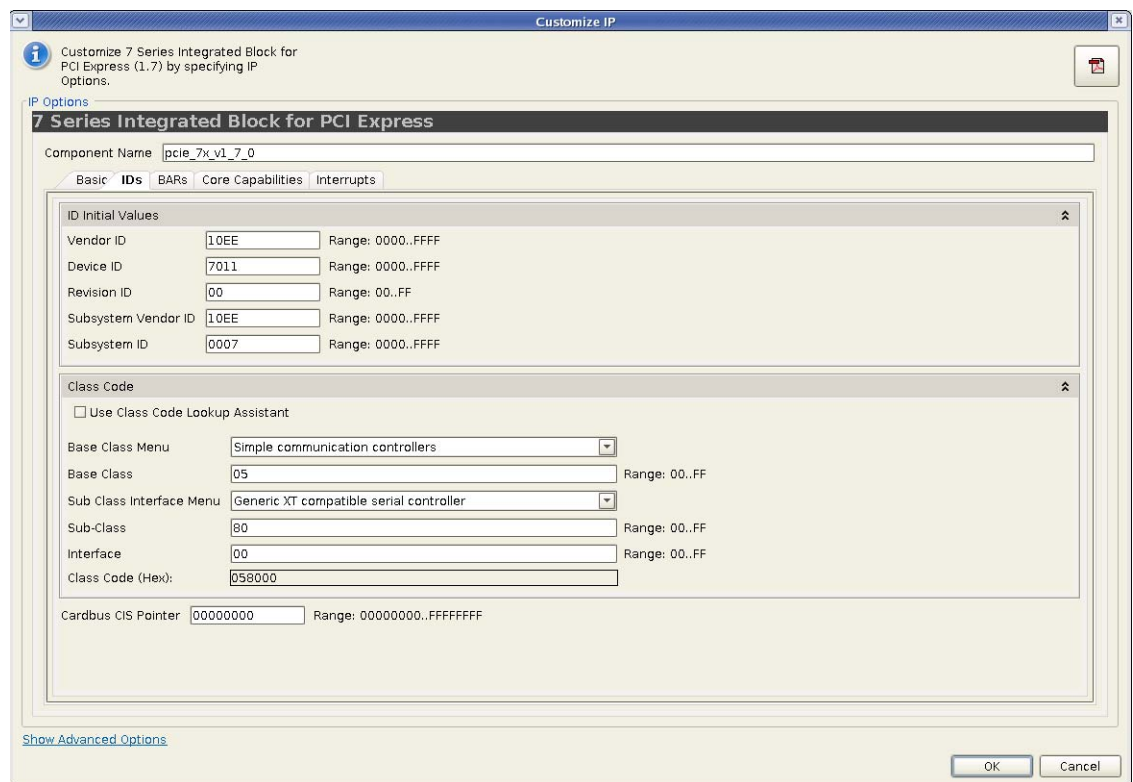 Customize IP
Customize 7 Series Integrated Block for
PCI Express (1.7) by specifying IP
Options.
IP Options
7 Series Integrated Block for PCI Express
Component Name pcie_7x_v1_7_0
Basic IDs BARs Core Capabilities Interrupts
ID Initial Values
Vendor ID 10EE Range: 0000..FFFF
Device ID 7011 Range: 0000..FFFF
Revision ID 00 Range: 00..FF
Subsystem Vendor ID 10EE Range: 0000..FFFF
Subsystem ID 0007 Range: 0000..FFFF
Class Code
Use Class Code Lookup Assistant
Base Class Menu Simple communication controllers
Base Class 05 Range: 00..FF
Sub Class Interface Menu Generic XT compatible serial controller
Sub-Class 80 Range: 00..FF
Interface 00 Range: 00..FF
Class Code (Hex): 058000
Cardbus CIS Pointer 00000000 Range: 00000000..FFFFFFFF
Show Advanced Options
OK Cancel